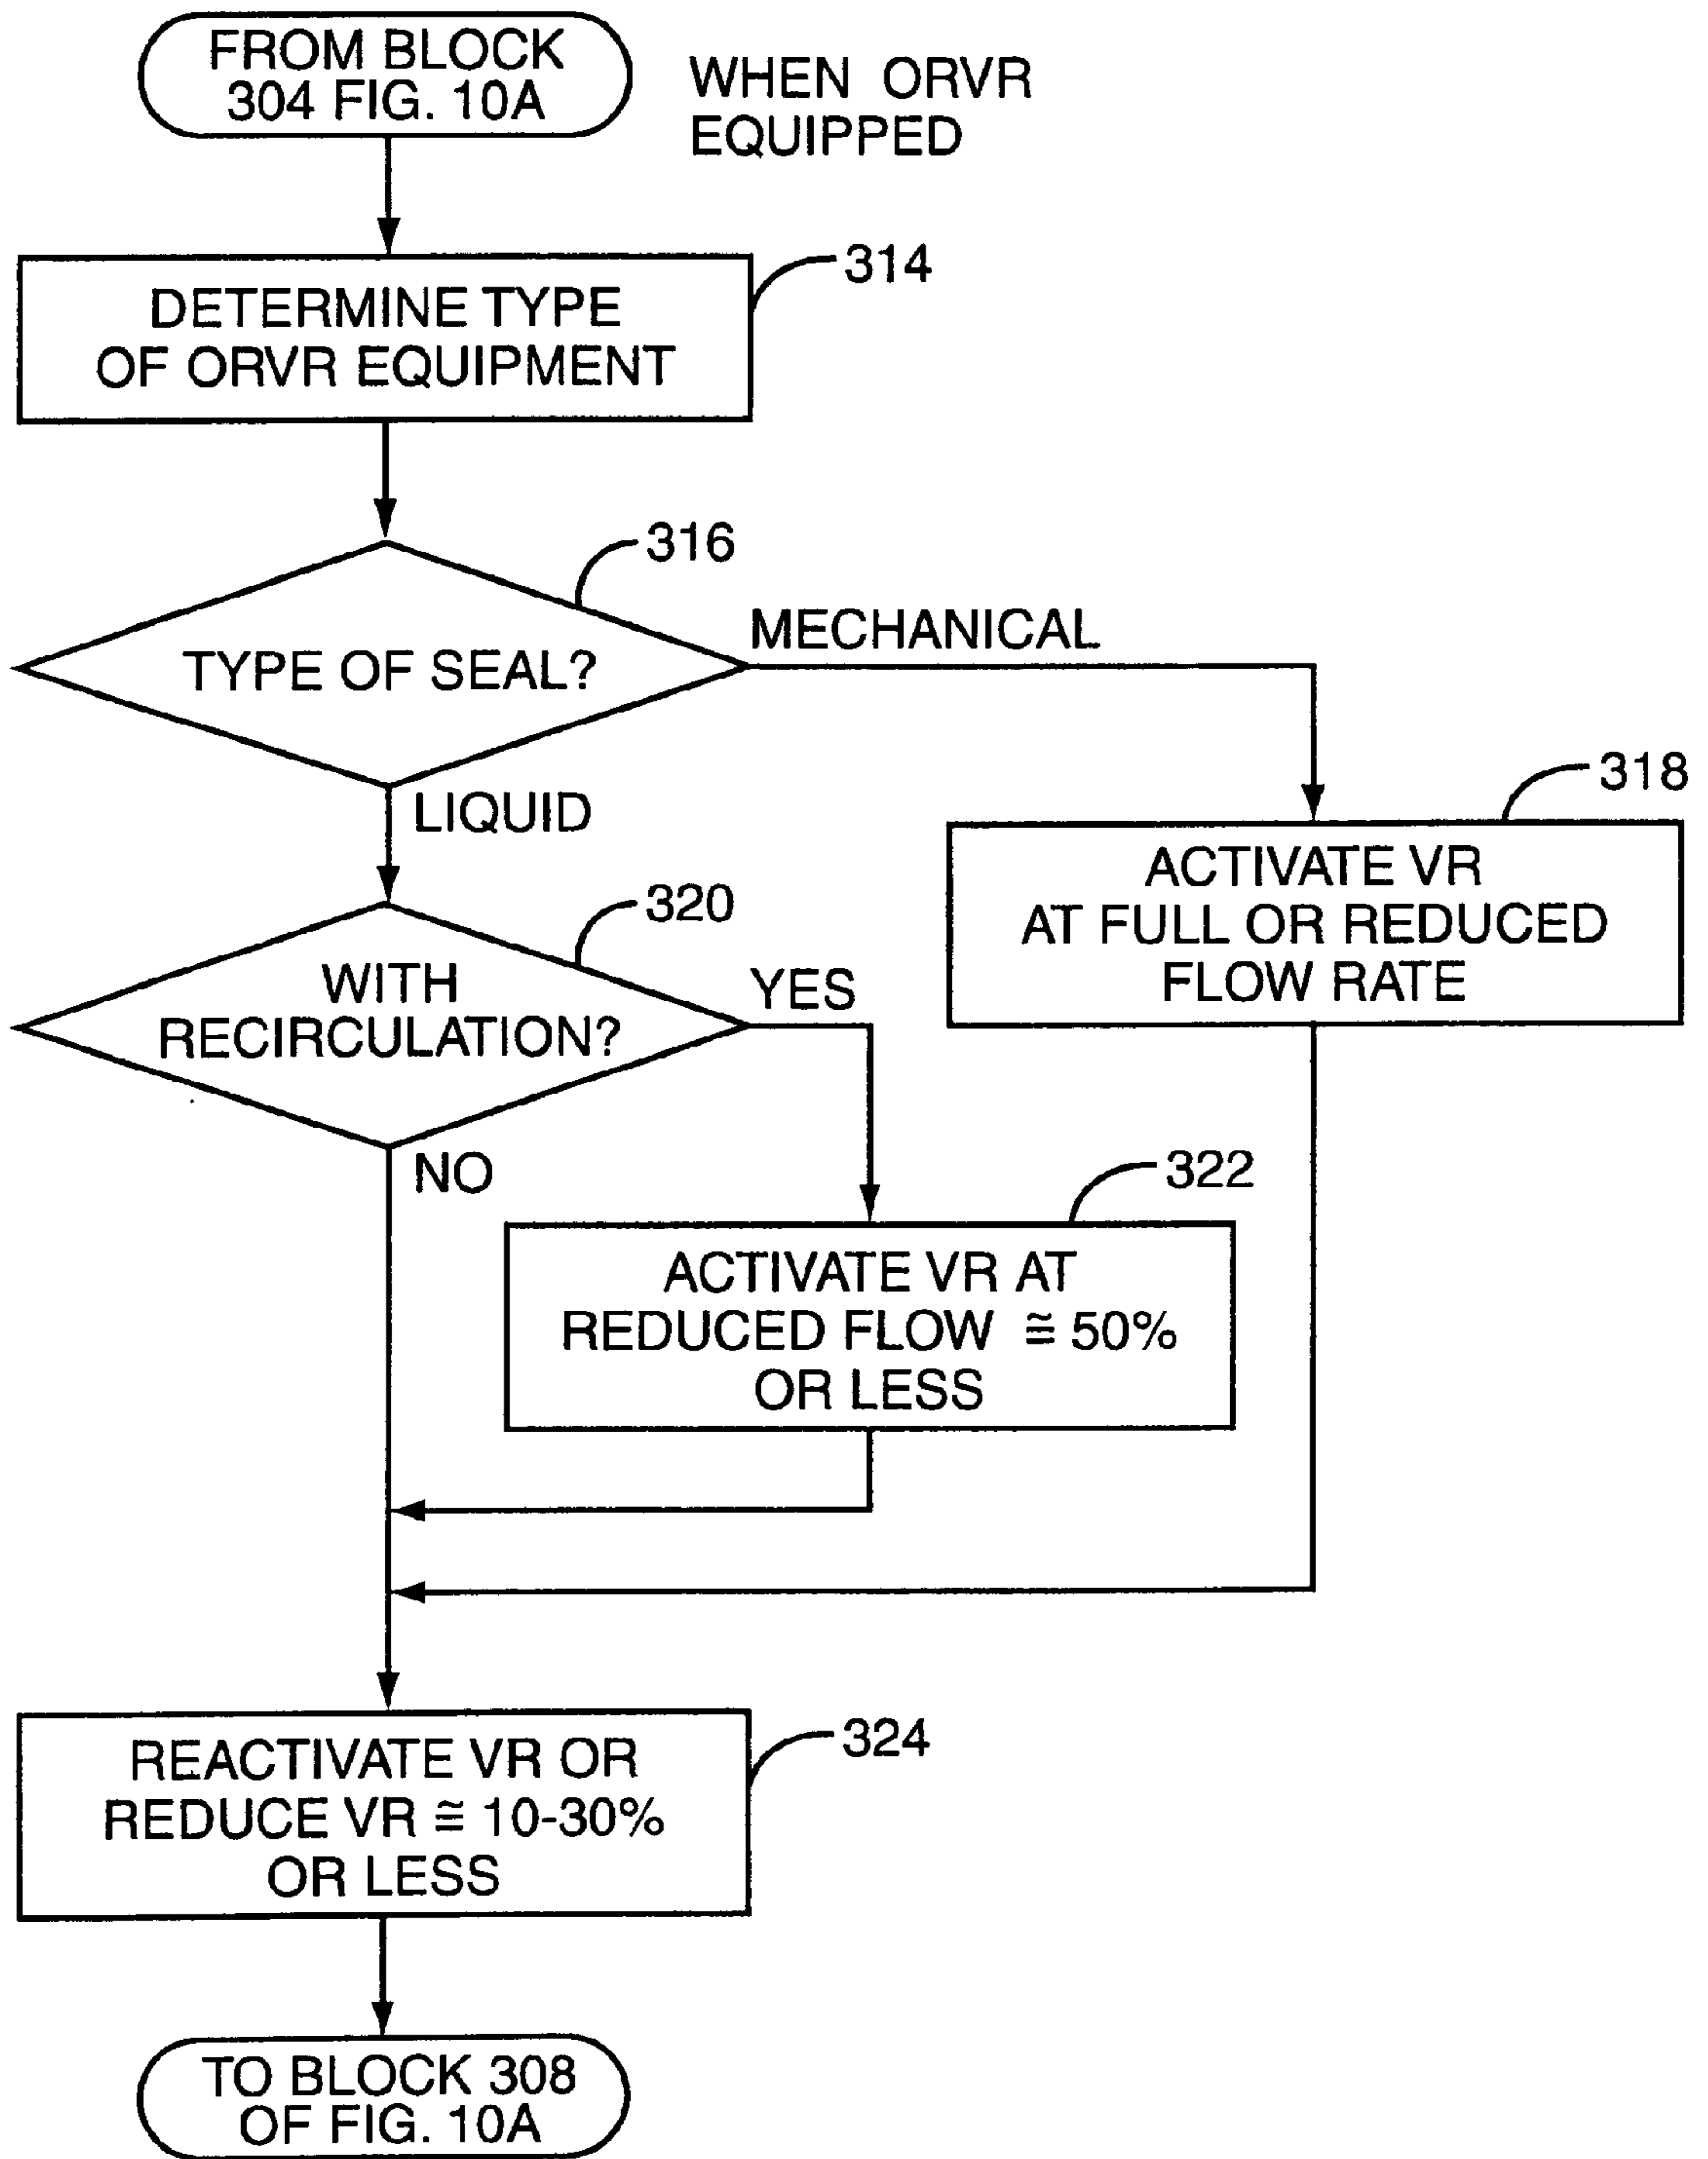 FROM BLOCK
304 FIG. 10A
WHEN ORVR
EQUIPPED
314
DETERMINE TYPE
OF ORVR EQUIPMENT
316
TYPE OF SEAL?
MECHANICAL
LIQUID
318
ACTIVATE VR
AT FULL OR REDUCED
FLOW RATE
320
WITH
RECIRCULATION?
YES
NO
322
ACTIVATE VR AT
REDUCED FLOW ≅ 50%
OR LESS
324
REACTIVATE VR OR
REDUCE VR ≅ 10-30%
OR LESS
TO BLOCK 308
OF FIG. 10A